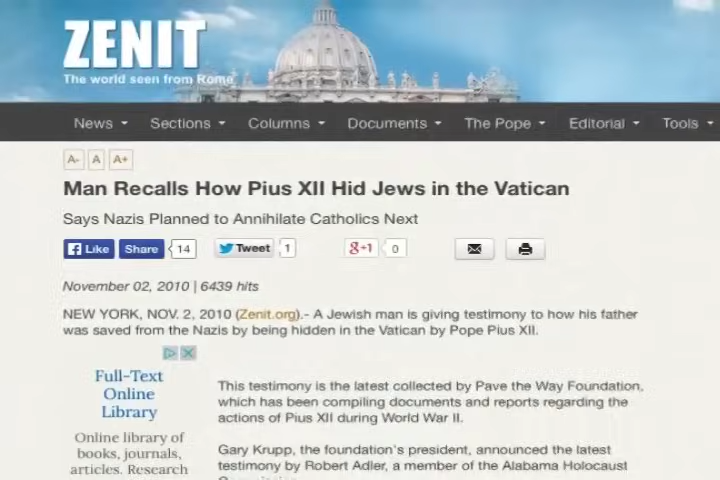 ZENIT
The world seen from Rome
News Sections Columns Documents The Pope Editorial Tools
A- A A+
Man Recalls How Pius XII Hid Jews in the Vatican
Says Nazis Planned to Annihilate Catholics Next
Like Share 14 Tweet 1 g+1 0
November 02, 2010 | 6439 hits
NEW YORK, NOV. 2, 2010 (Zenit.org).- A Jewish man is giving testimony to how his father
was saved from the Nazis by being hidden in the Vatican by Pope Pius XII.
Full-Text
Online
Library
Online library of
books, journals,
articles. Research
This testimony is the latest collected by Pave the Way Foundation,
which has been compiling documents and reports regarding the
actions of Pius XII during World War II.
Gary Krupp, the foundation's president, announced the latest
testimony by Robert Adler, a member of the Alabama Holocaust